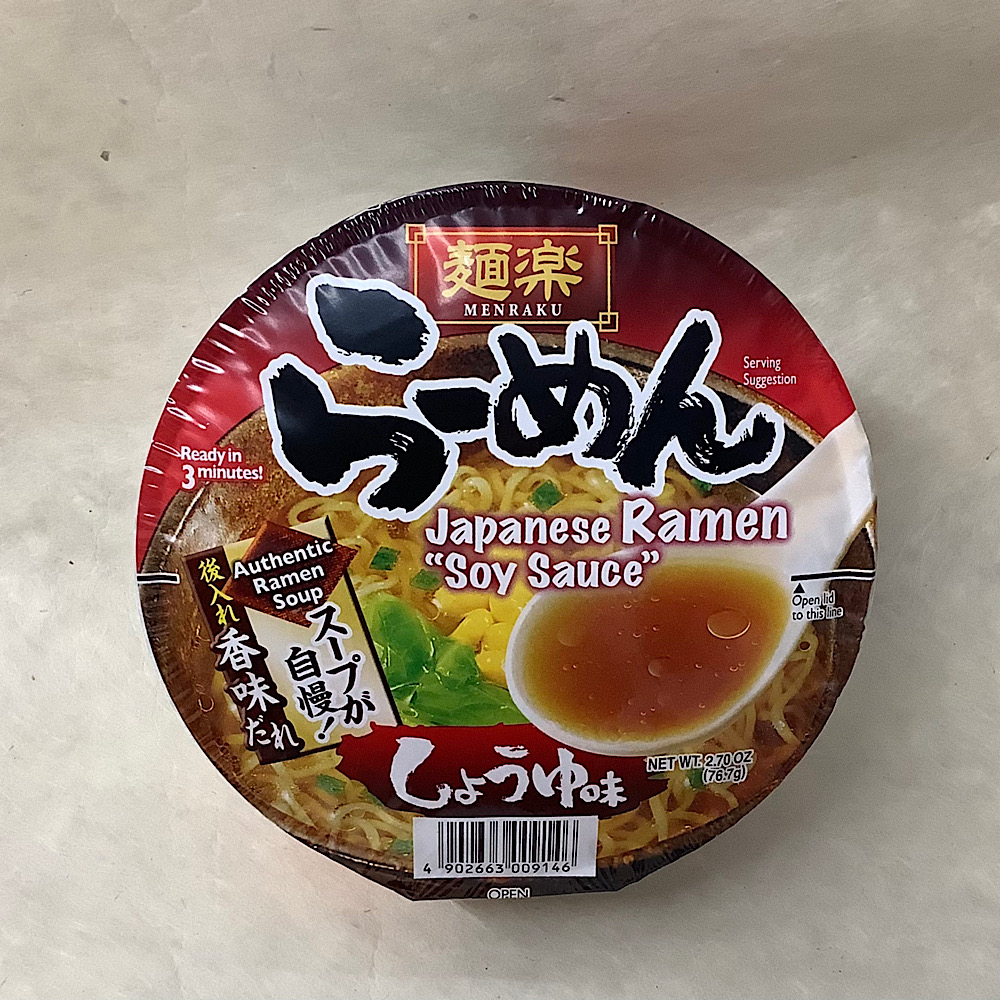 麺楽
MENRAKU
らーめん
Serving
Suggestion
Ready in
3 minutes!
Japanese Ramen
"Soy Sauce"
Authentic
Ramen
Soup
スープが
自慢!
後入れ
香味だれ
Open lid
to this line
しょうゆ味
NET WT. 2.70 OZ
(76.7g)
4 902663 009146
OPEN